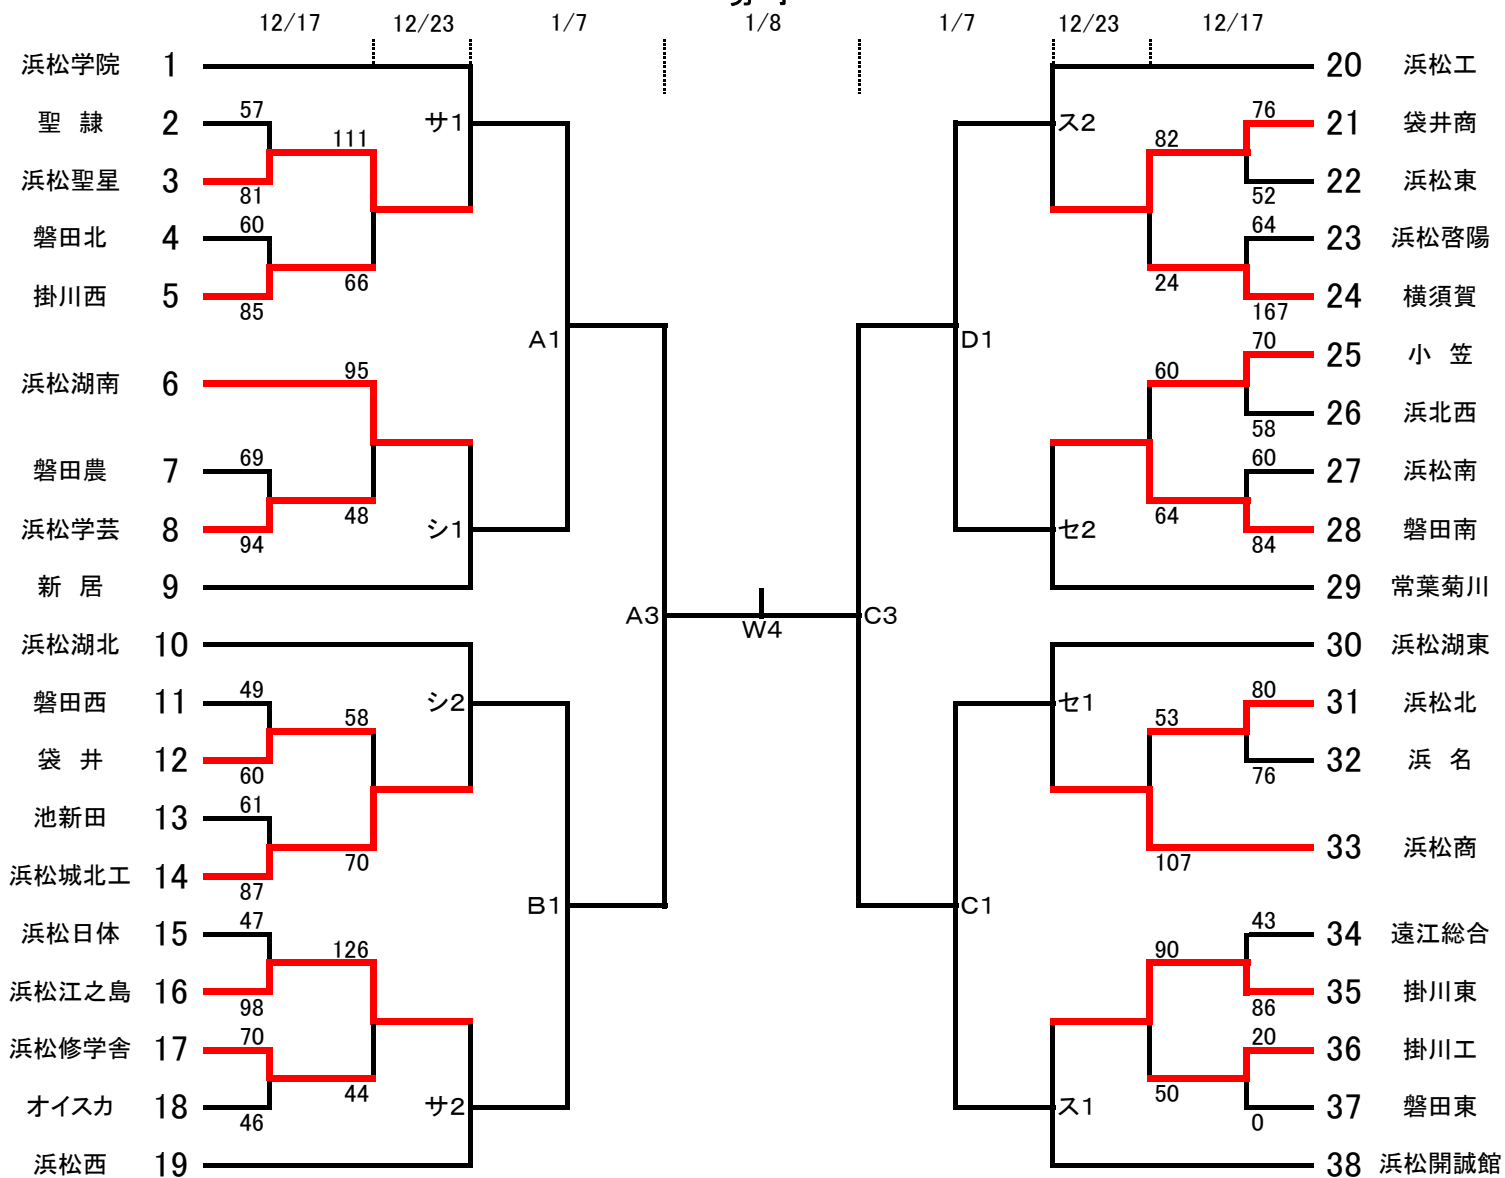 12/17 12/23 1/7 1/8 1/7 12/23 12/17
浜松学院 1 20 浜松工
聖 隷 2 57 サ1 ス2 76 21 袋井商
111 82
浜松聖星 3 81 52 22 浜松東
磐田北 4 60 64 23 浜松啓陽
66 24
掛川西 5 85 167 24 横須賀
A1 D1 70 25 小 笠
浜松湖南 6 95 60
58 26 浜北西
磐田農 7 69 60 27 浜松南
48 64
浜松学芸 8 94 シ1 セ2 84 28 磐田南
新 居 9 29 常葉菊川
A3 W4 C3
浜松湖北 10 30 浜松湖東
磐田西 11 49 シ2 セ1 80 31 浜松北
58 53
袋 井 12 60 76 32 浜 名
池新田 13 61
70 107 33 浜松商
浜松城北工 14 87
B1 C1
浜松日体 15 47 43 34 遠江総合
126 90
浜松江之島 16 98 86 35 掛川東
浜松修学舎 17 70 20 36 掛川工
44 50
オイスカ 18 46 サ2 ス1 0 37 磐田東
浜松西 19 38 浜松開誠館